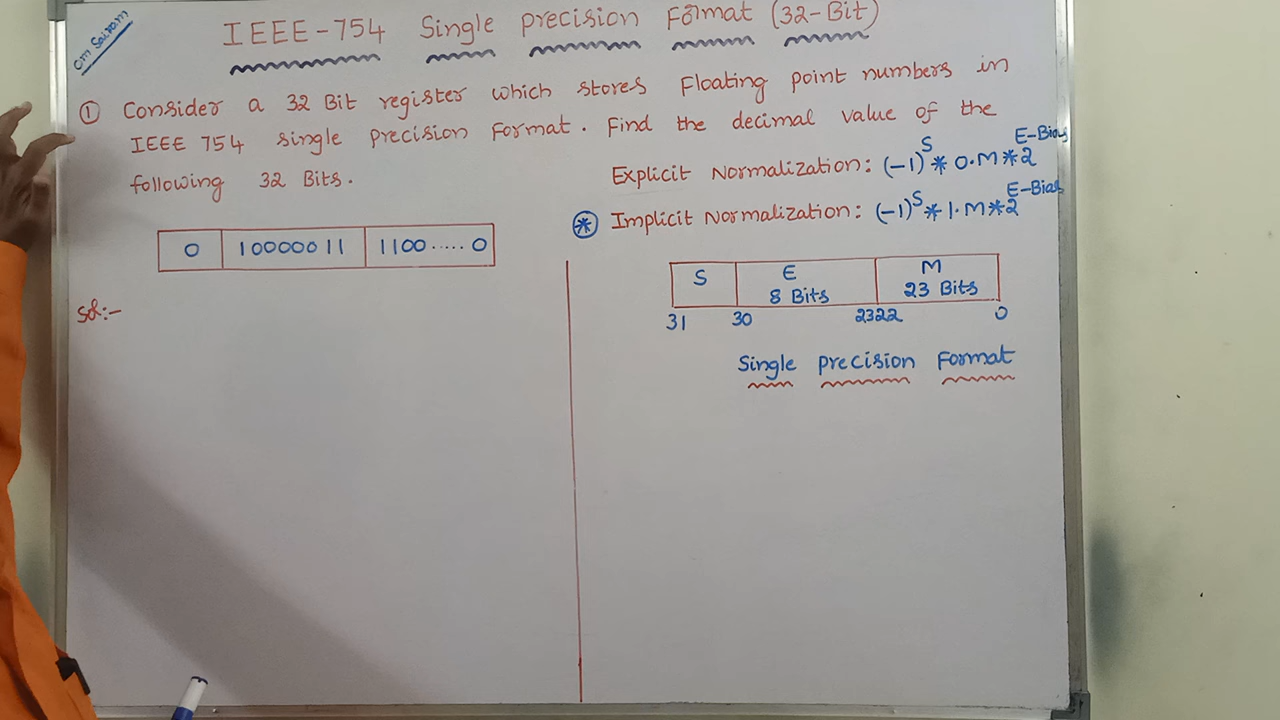 Om Sairam
IEEE-754 Single precision Format (32-Bit)
① Consider a 32 Bit register which stores Floating point numbers in
IEEE 754 single precision Format. Find the decimal value of the
following 32 Bits.
Explicit Normalization: (-1)^S * 0.M * 2^E-Bias
⊛ Implicit Normalization: (-1)^S * 1.M * 2^E-Bias
0 10000011 1100.....0
S E M
8 Bits 23 Bits
31 30 2322 0
Sol:-
Single precision Format